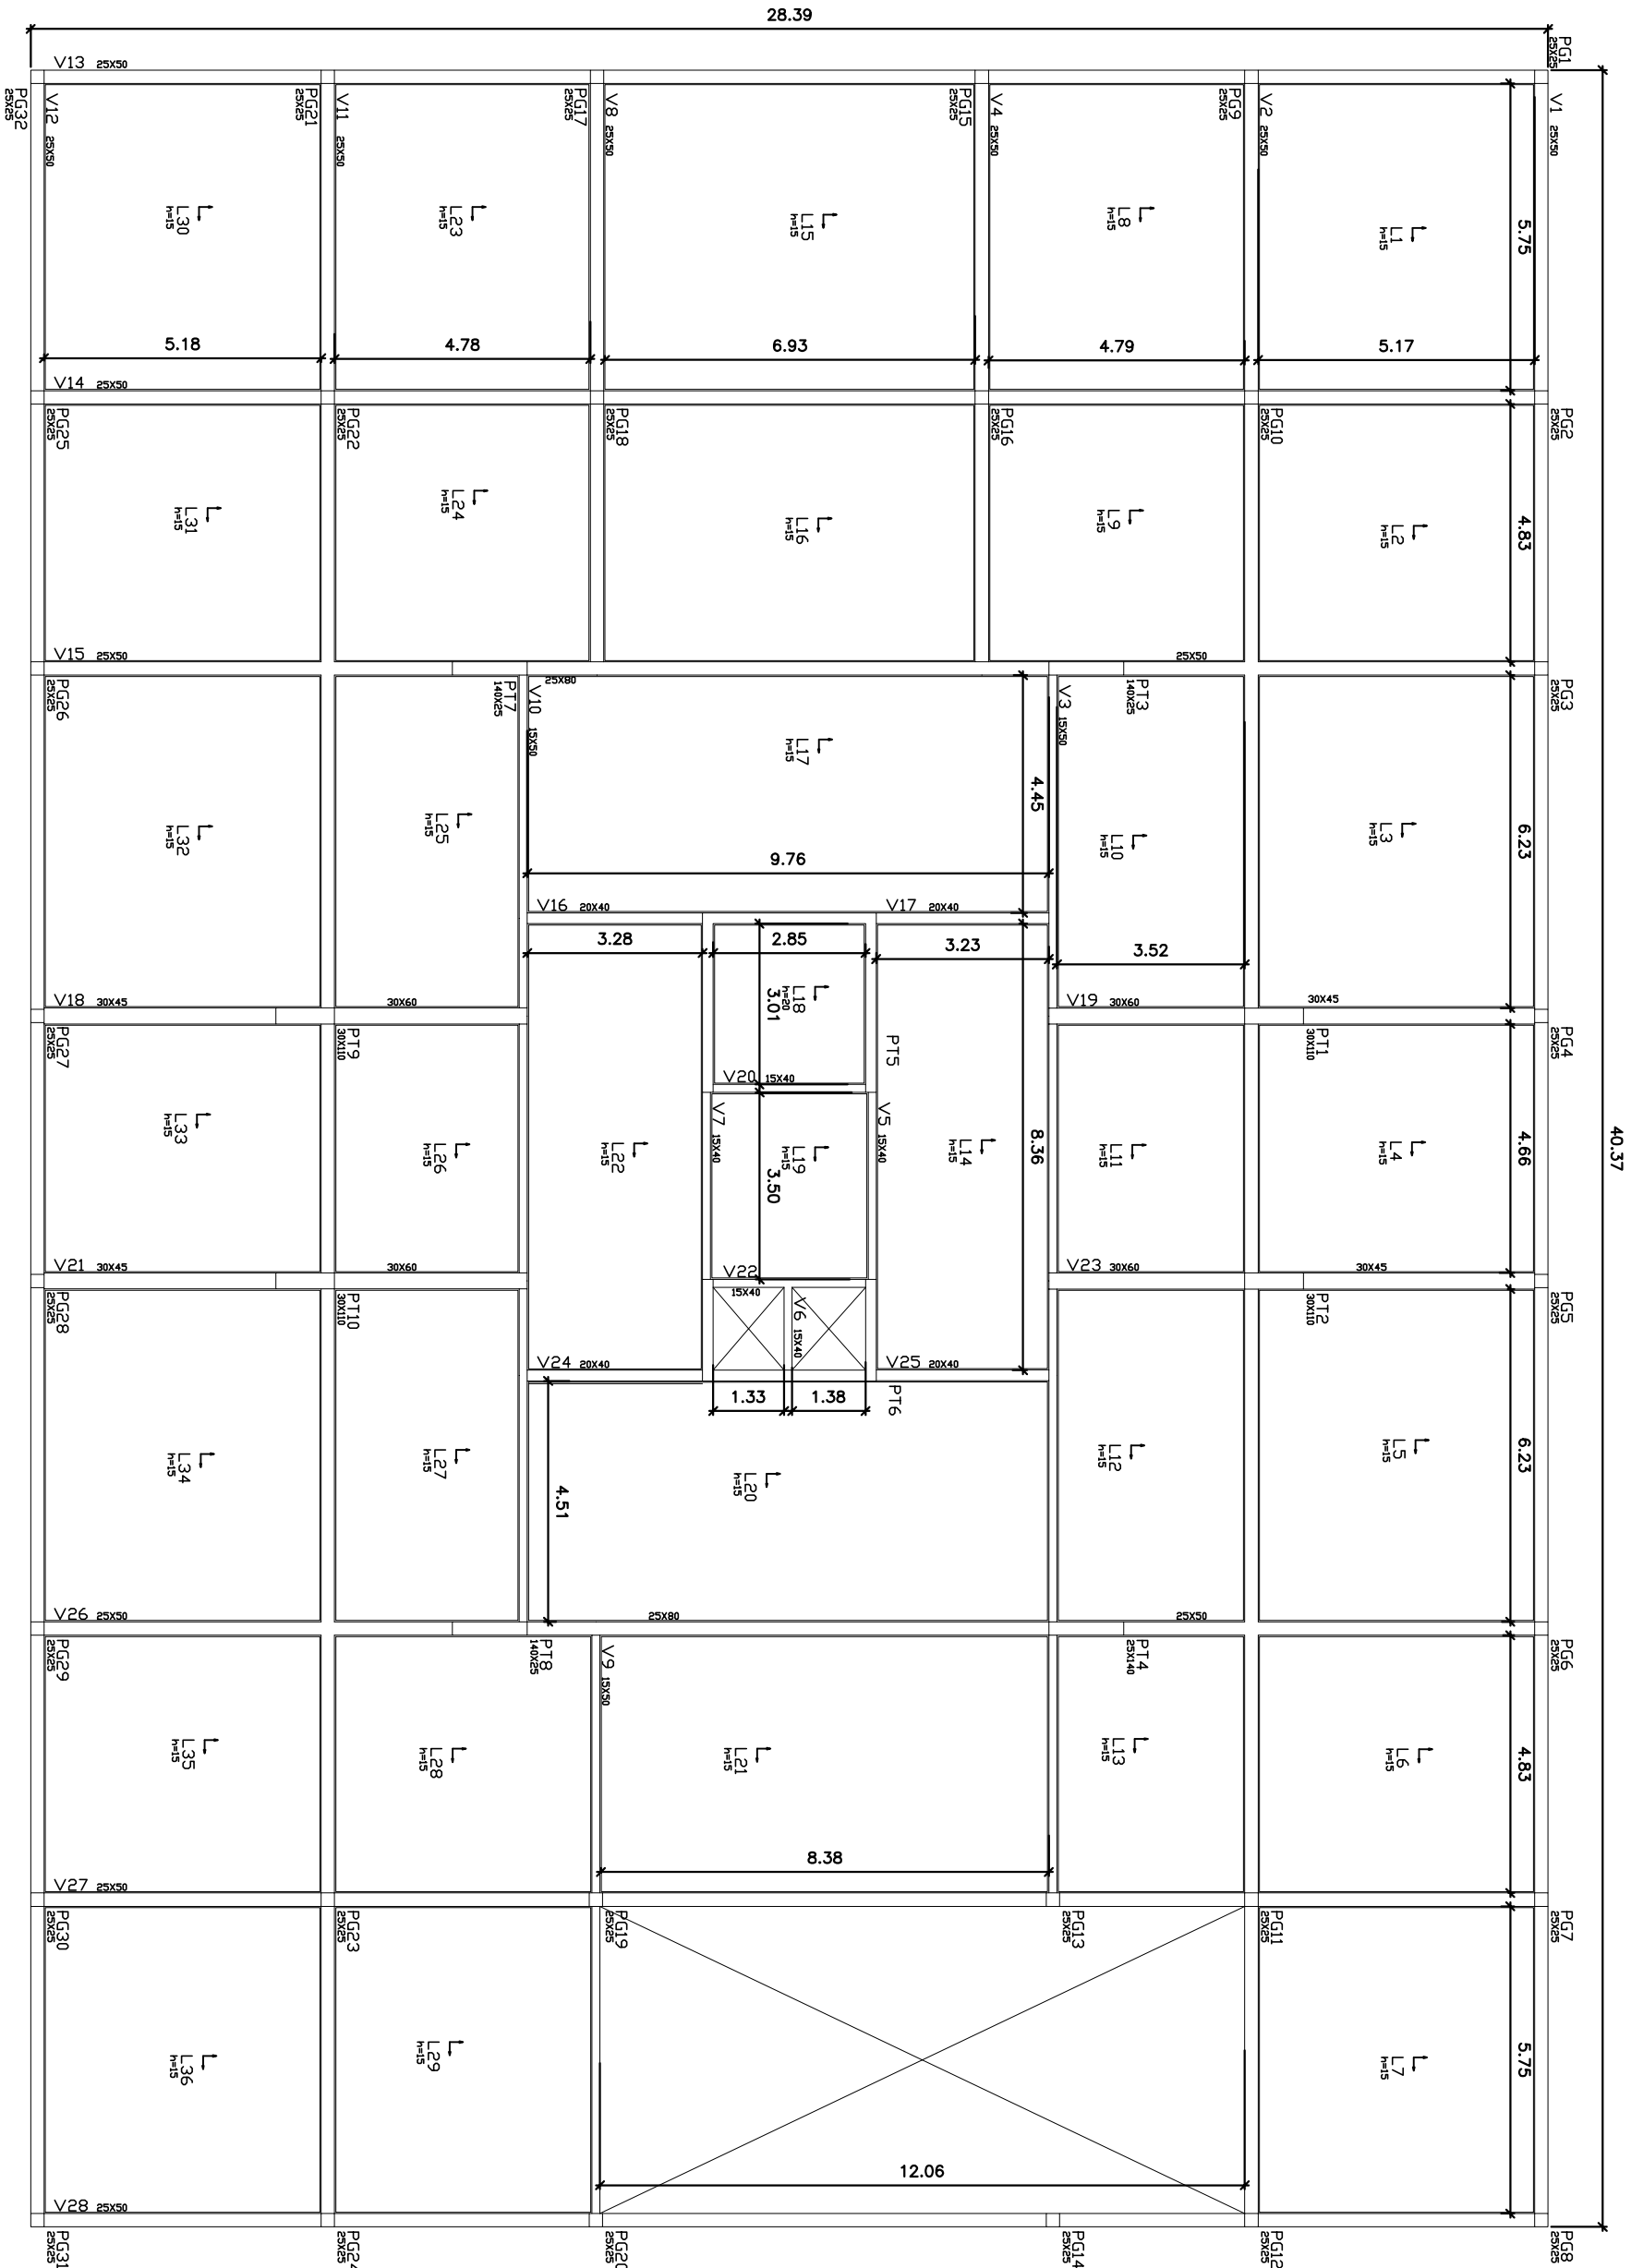 28.39
PG1
25X25
V13 25X50
V1 25X50
V2 25X50
V4 25X50
V8 25X50
V11 25X50
V12 25X50
PG9
25X25
PG15
25X25
PG17
25X25
PG21
25X25
PG32
25X25
L1
h=15
L8
h=15
L15
h=15
L23
h=15
L30
h=15
5.75
5.18
4.78
6.93
4.79
5.17
V14 25X50
PG2
25X25
PG10
25X25
PG16
25X25
PG18
25X25
PG22
25X25
PG25
25X25
L2
h=15
L9
h=15
L16
h=15
L24
h=15
L31
h=15
4.83
V15 25X50
25X50
25X80
PG3
25X25
PT3
140X25
V3 15X50
V10 15X50
PT7
140X25
PG26
25X25
L3
h=15
L10
h=15
L17
h=15
L25
h=15
L32
h=15
6.23
4.45
9.76
V16 20X40
V17 20X40
3.28
2.85
3.23
3.52
V18 30X45
30X60
V19 30X60
30X45
L18
h=20
3.01
PG4
25X25
PT1
30X110
PT5
PT9
30X110
PG27
25X25
V20 15X40
V5 15X40
V7 15X40
L4
h=15
L11
h=15
L14
h=15
L19
h=15
L22
h=15
L26
h=15
L33
h=15
4.66
8.36
3.50
40.37
V21 30X45
30X60
V22
15X40
V23 30X60
30X45
PG5
25X25
PT2
30X110
V6 15X40
PT10
30X110
PG28
25X25
V24 20X40
V25 20X40
PT6
1.33
1.38
L5
h=15
L12
h=15
L20
h=15
L27
h=15
L34
h=15
6.23
4.51
V26 25X50
25X80
25X50
PG6
25X25
PT4
25X140
V9 15X50
PT8
140X25
PG29
25X25
L6
h=15
L13
h=15
L21
h=15
L28
h=15
L35
h=15
4.83
8.38
V27 25X50
PG7
25X25
PG11
25X25
PG13
25X25
PG19
25X25
PG23
25X25
PG30
25X25
L7
h=15
L29
h=15
L36
h=15
5.75
12.06
V28 25X50
PG8
25X25
PG12
25X25
PG14
25X25
PG20
25X25
PG24
25X25
PG31
25X25